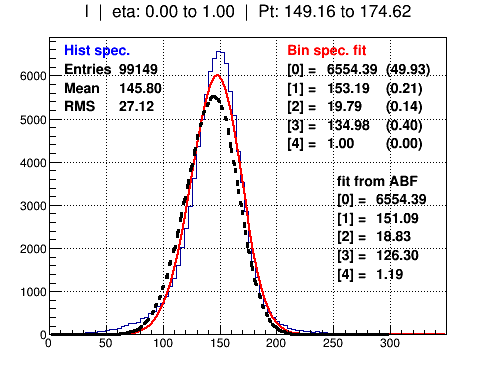 I | eta: 0.00 to 1.00 | Pt: 149.16 to 174.62
Hist spec.
Entries 99149
Mean 145.80
RMS 27.12
Bin spec. fit
[0] = 6554.39 (49.93)
[1] = 153.19 (0.21)
[2] = 19.79 (0.14)
[3] = 134.98 (0.40)
[4] = 1.00 (0.00)
fit from ABF
[0] = 6554.39
[1] = 151.09
[2] = 18.83
[3] = 126.30
[4] = 1.19
6000
5000
4000
3000
2000
1000
0
0 50 100 150 200 250 300